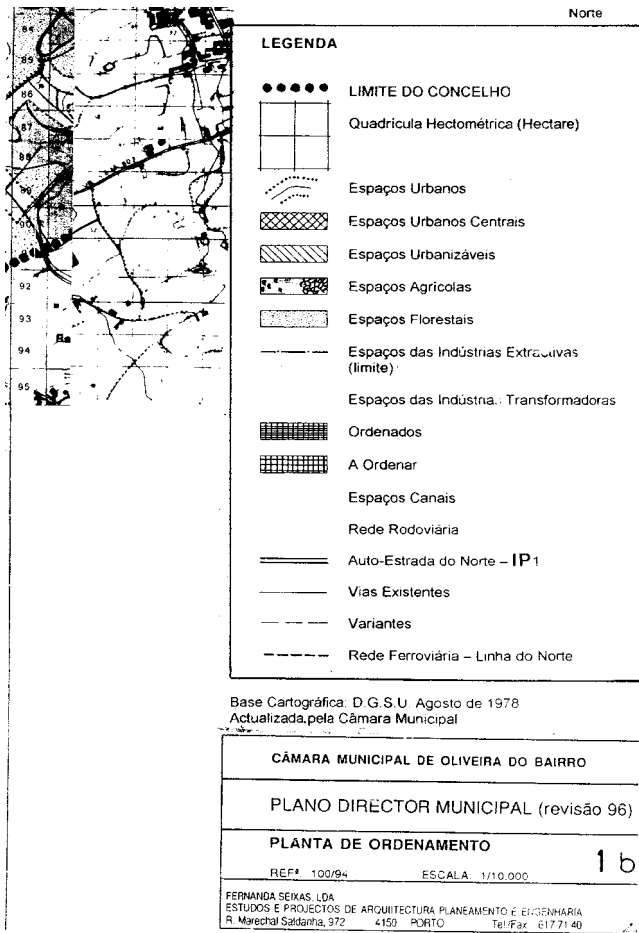 Norte
LEGENDA
LIMITE DO CONCELHO
Quadrícula Hectométrica (Hectare)
Espaços Urbanos
Espaços Urbanos Centrais
Espaços Urbanizáveis
Espaços Agrícolas
Espaços Florestais
Espaços das Indústrias
(limite)
Espaços das Transformadoras
Ordenados
A Ordenar
Espaços Canais
Rede Rodoviária
Auto-Estrada do Norte – IP1
Vias Existentes
Variantes
Rede Ferroviária – Linha do Norte
Base Cartográfica: D.G.S.U. Agosto de 1978
Actualizada pela Câmara Municipal
CÂMARA MUNICIPAL DE OLIVEIRA DO BAIRRO
PLANO DIRECTOR MUNICIPAL (revisão 96)
PLANTA DE ORDENAMENTO
1 b
REFª. 100/94 ESCALA: 1/10.000
FERNANDA SEIXAS, LDA
ESTUDOS E PROJECTOS DE ARQUITECTURA PLANEAMENTO E ENGENHARIA
R. Marechal Saldanha, 972 4150 PORTO Tel/Fax 617 71 40
84
85
86
87
88
89
90
92
93
94
95